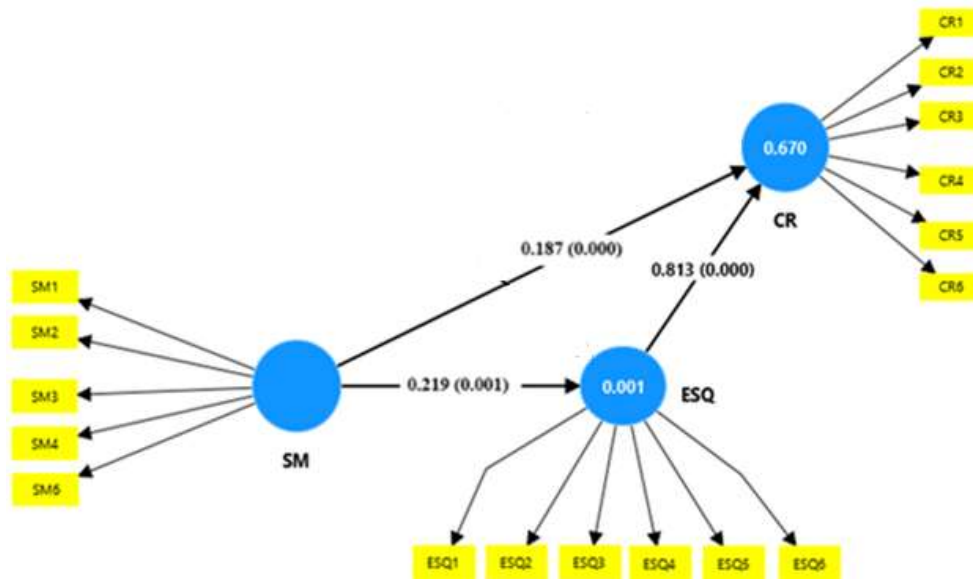 CR1
CR2
CR3
0.670
CR4
CR
CR5
0.187 (0.000)
0.813 (0.000)
CR6
SM1
SM2
SM3
0.219 (0.001)
0.001
ESQ
SM4
SM
SM6
ESQ1
ESQ2
ESQ3
ESQ4
ESQ5
ESQ6